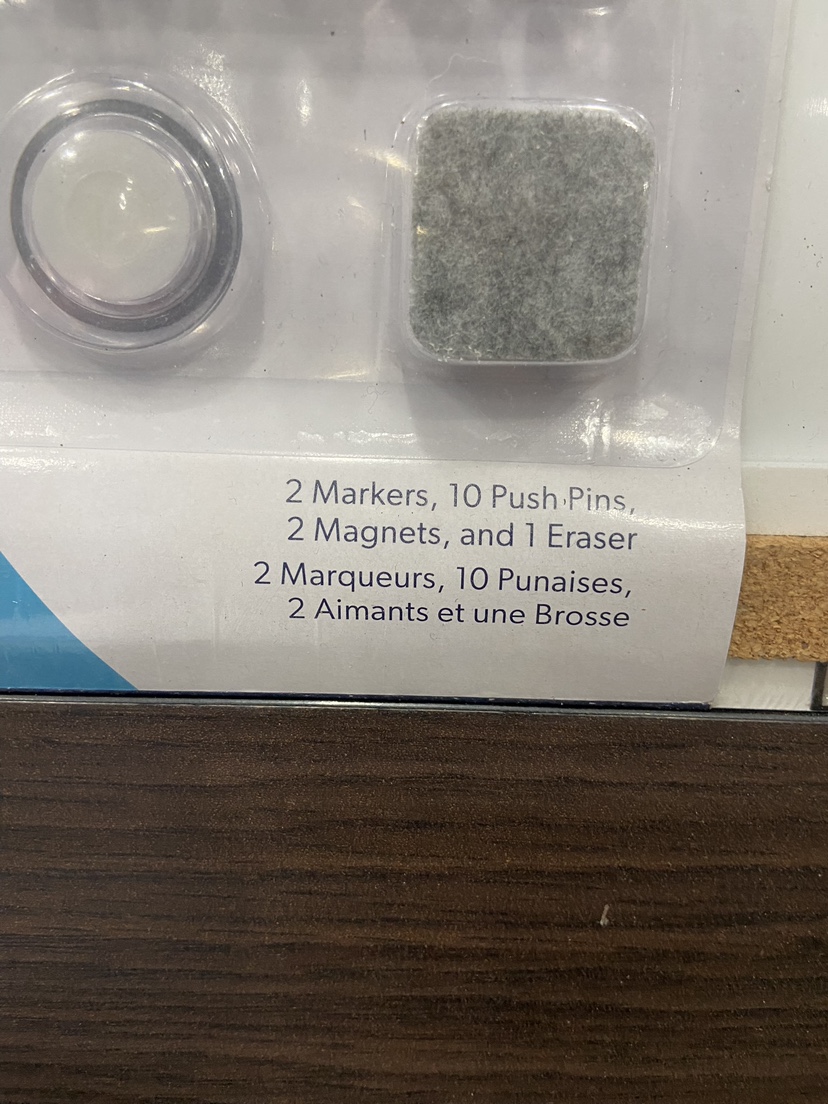 2 Markers, 10 Push Pins,
2 Magnets, and 1 Eraser
2 Marqueurs, 10 Punaises,
2 Aimants et une Brosse